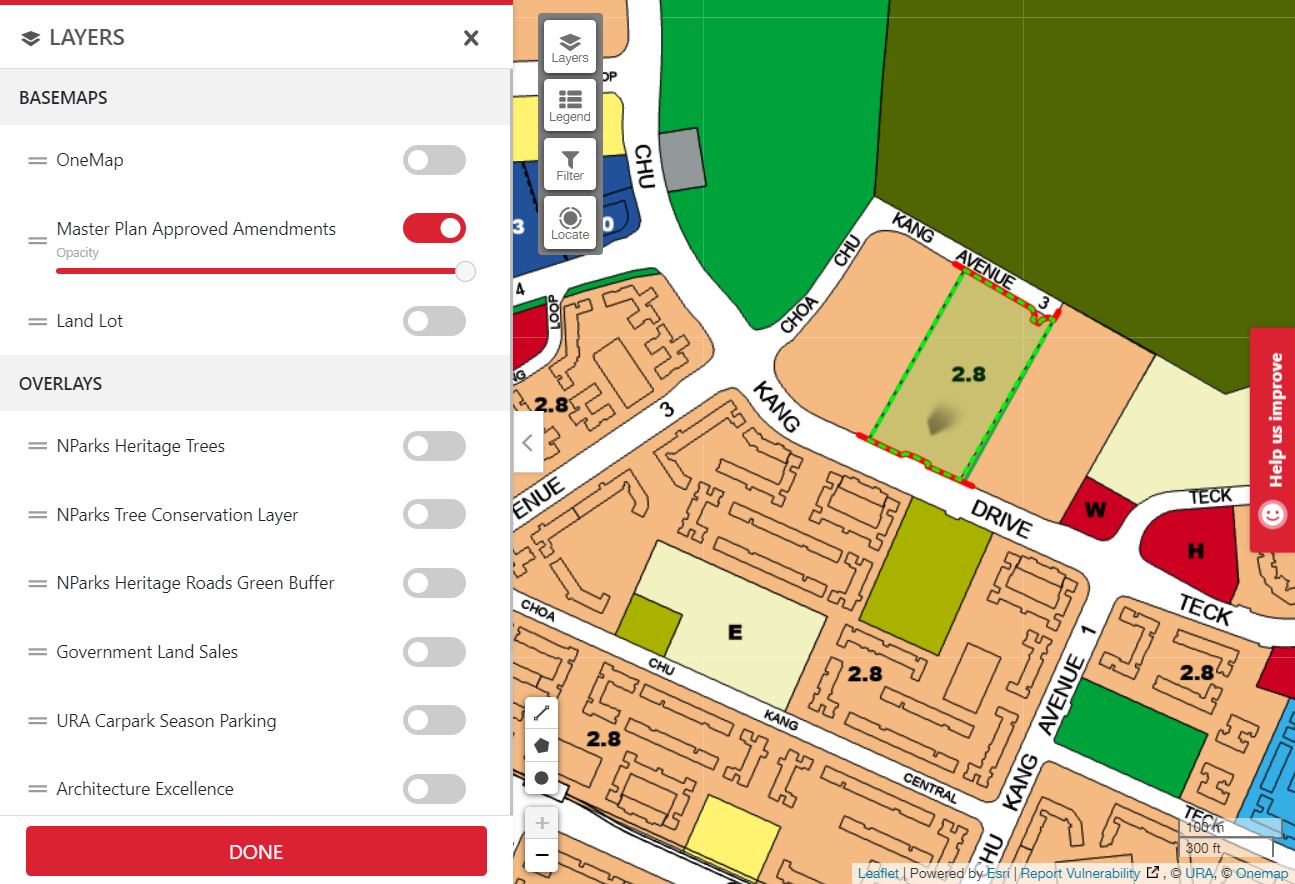 LAYERS
BASEMAPS
OneMap
Master Plan Approved Amendments
Opacity
Land Lot
OVERLAYS
NParks Heritage Trees
NParks Tree Conservation Layer
NParks Heritage Roads Green Buffer
Government Land Sales
URA Carpark Season Parking
Architecture Excellence
DONE
Layers
Legend
Filter
Locate
OP
CHU
3
0
4
LOOP
NG
2.8
3
ENUE
KANG
AVENUE
3
CHU
CHOA
2.8
KANG
DRIVE
W
TECK
H
TECK
CHOA
E
CHU
2.8
2.8
KANG
CENTRAL
2.8
1
AVENUE
KANG
CHU
TECK
Help us improve
100 m
300 ft
Leaflet | Powered by Esri | Report Vulnerability , © URA, © Onemap